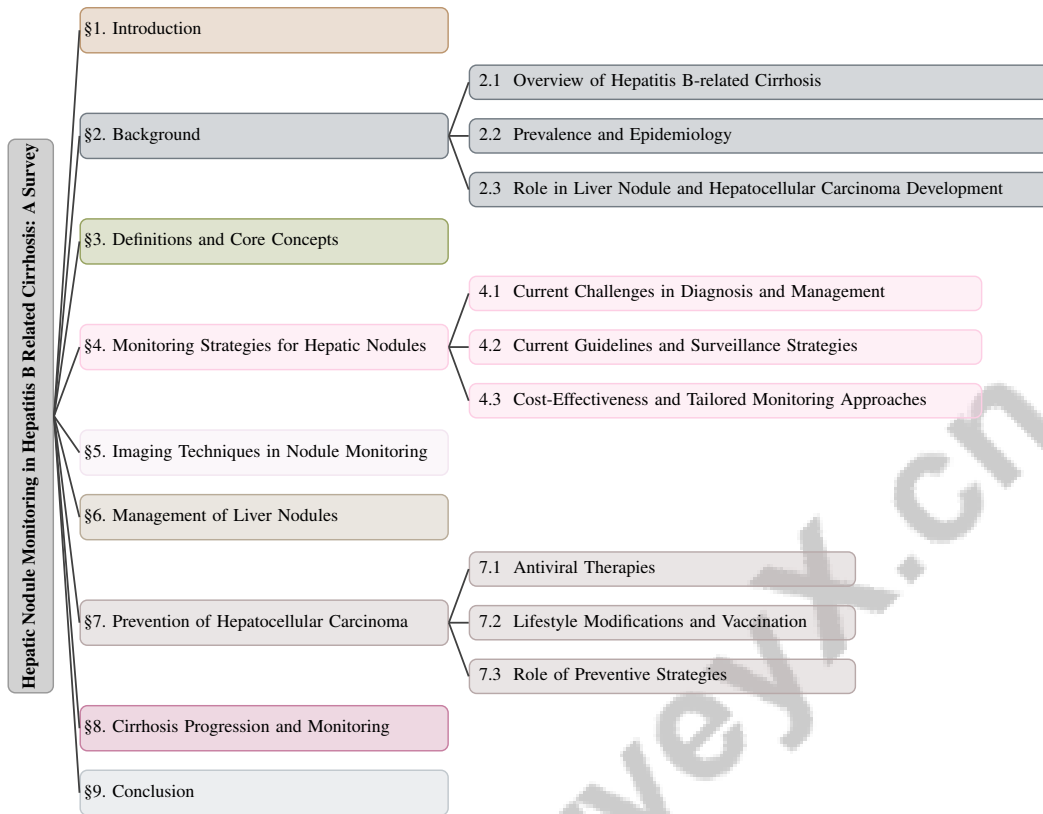 Hepatic Nodule Monitoring in Hepatitis B Related Cirrhosis: A Survey
§1. Introduction
§2. Background
2.1 Overview of Hepatitis B-related Cirrhosis
2.2 Prevalence and Epidemiology
2.3 Role in Liver Nodule and Hepatocellular Carcinoma Development
§3. Definitions and Core Concepts
§4. Monitoring Strategies for Hepatic Nodules
4.1 Current Challenges in Diagnosis and Management
4.2 Current Guidelines and Surveillance Strategies
4.3 Cost-Effectiveness and Tailored Monitoring Approaches
§5. Imaging Techniques in Nodule Monitoring
§6. Management of Liver Nodules
§7. Prevention of Hepatocellular Carcinoma
7.1 Antiviral Therapies
7.2 Lifestyle Modifications and Vaccination
7.3 Role of Preventive Strategies
§8. Cirrhosis Progression and Monitoring
§9. Conclusion
veyx.cn